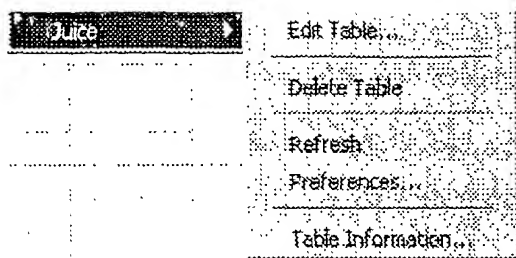 Juice
Edit Table...
Delete Table
Refresh
Preferences...
Table Information...